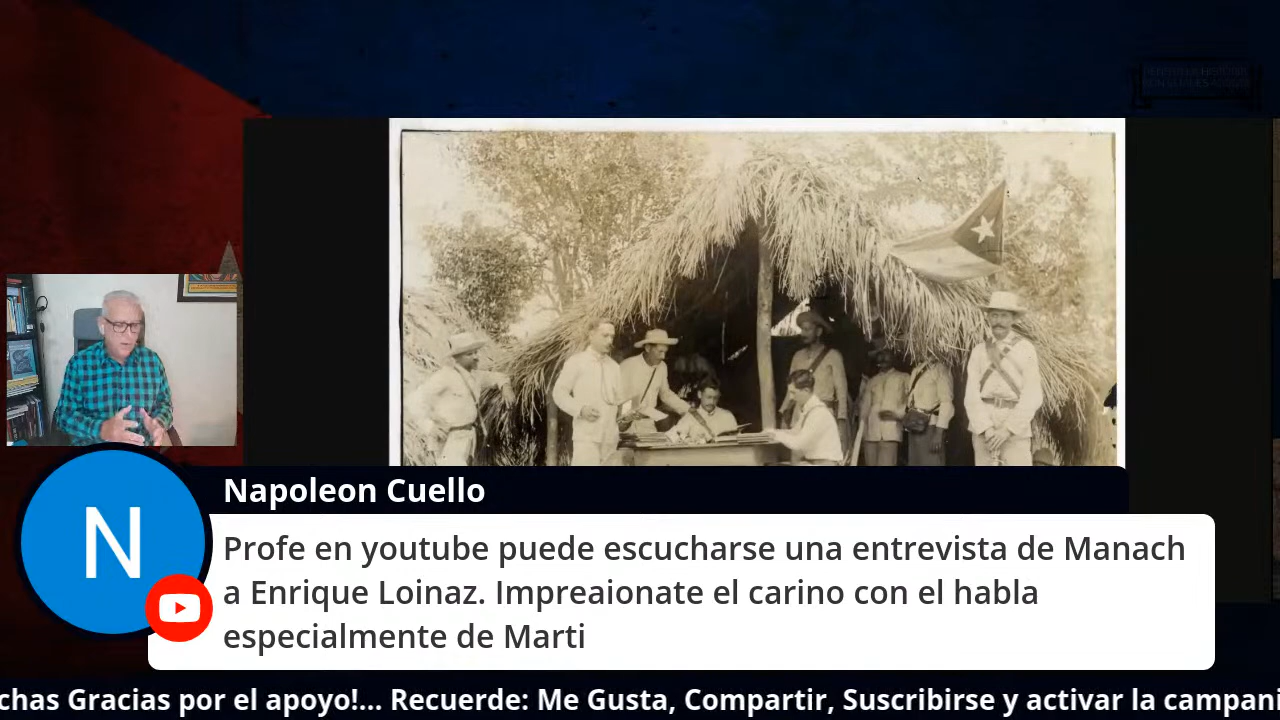 Napoleon Cuello
N
Profe en youtube puede escucharse una entrevista de Manach
a Enrique Loinaz. Impreaionate el carino con el habla
especialmente de Marti
chas Gracias por el apoyo!... Recuerde: Me Gusta, Compartir, Suscribirse y activar la campani